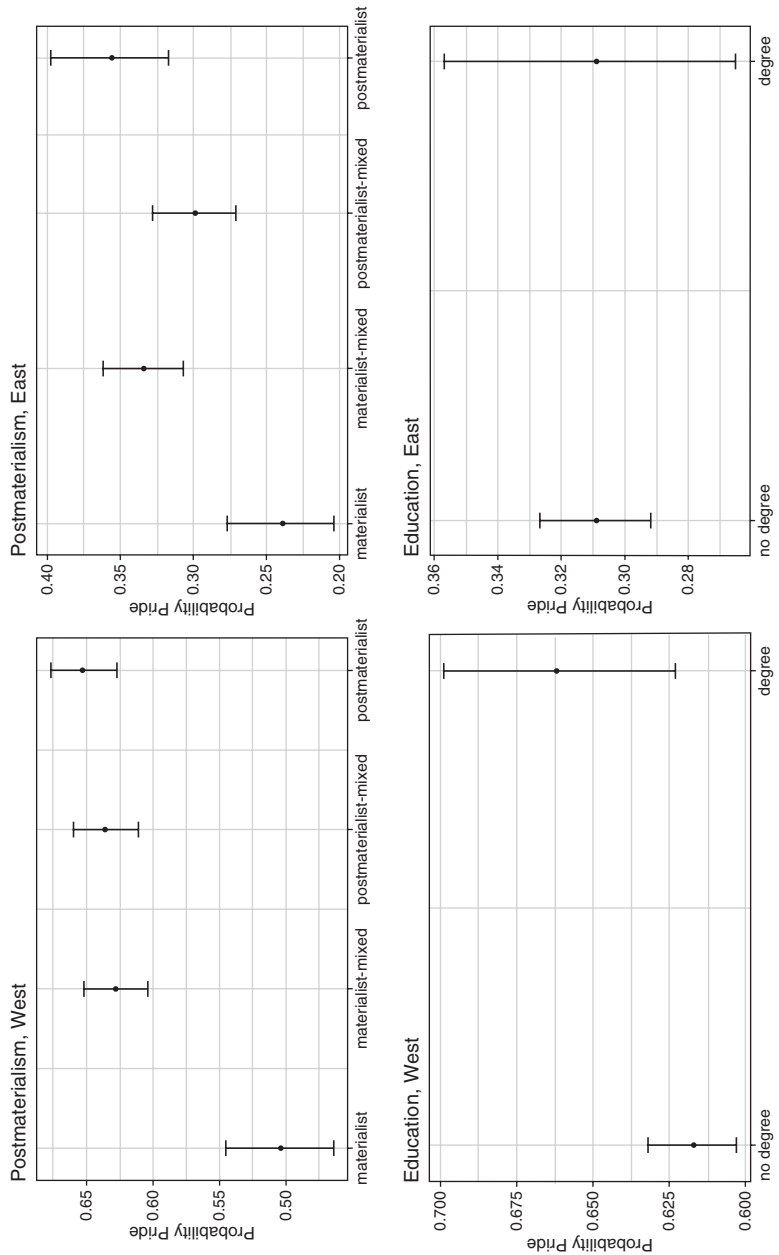 Postmaterialism, West
Probability Pride
0.65
0.60
0.55
0.50
materialist
materialist-mixed
postmaterialist-mixed
postmaterialist
Postmaterialism, East
Probability Pride
0.40
0.35
0.30
0.25
0.20
materialist
materialist-mixed
postmaterialist-mixed
postmaterialist
Education, West
Probability Pride
0.700
0.675
0.650
0.625
0.600
no degree
degree
Education, East
Probability Pride
0.36
0.34
0.32
0.30
0.28
no degree
degree